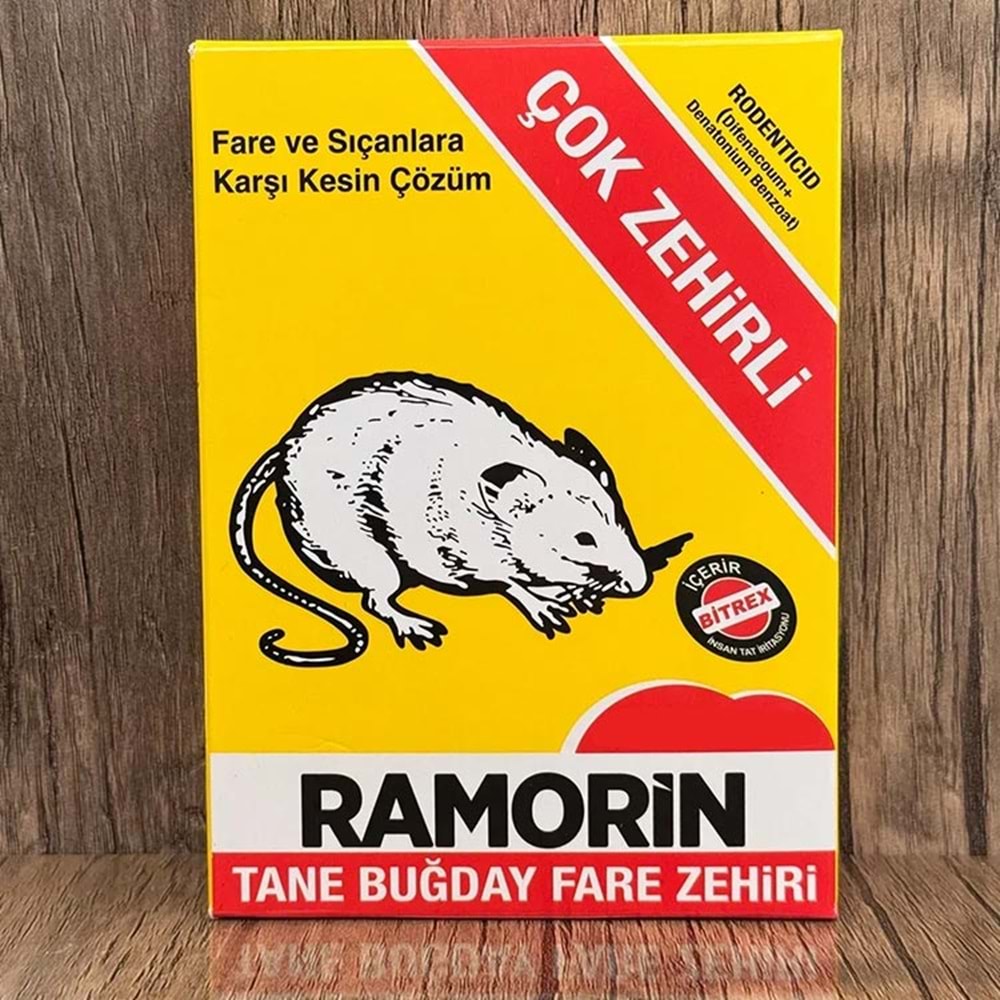 Fare ve Sıçanlara
Karşı Kesin Çözüm
ÇOK ZEHİRLİ
RODENTICID
(Difenacoum+
Denatonium Benzoat)
İÇERİR
BİTREX
İNSAN TAT İRİTASYONU
RAMORİN
TANE BUĞDAY FARE ZEHİRİ